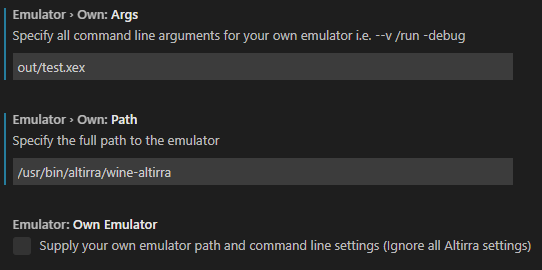 Emulator › Own: Args
Specify all command line arguments for your own emulator i.e. --v /run -debug
out/test.xex
Emulator › Own: Path
Specify the full path to the emulator
/usr/bin/altirra/wine-altirra
Emulator: Own Emulator
Supply your own emulator path and command line settings (Ignore all Altirra settings)